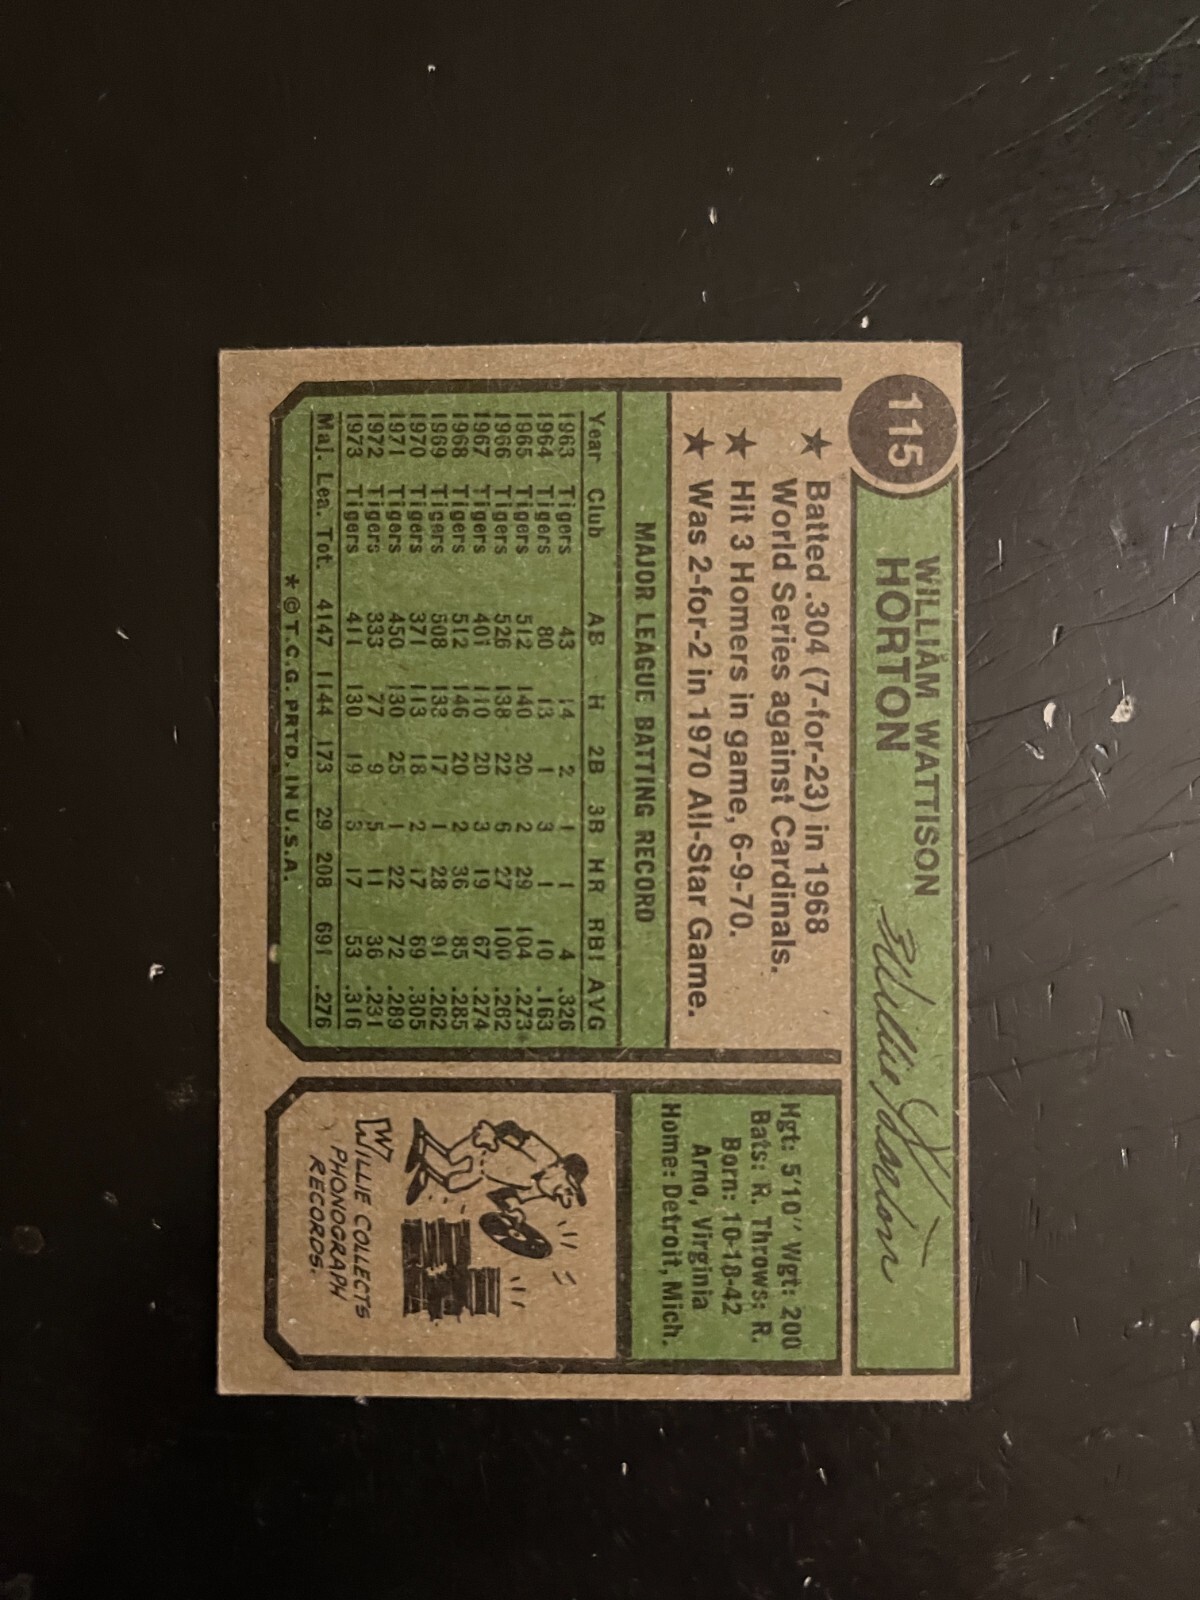 115
WILLIAM WATTISON
HORTON
Willie Horton
★ Batted .304 (7-for-23) in 1968
World Series against Cardinals.
★ Hit 3 Homers in game, 6-9-70.
★ Was 2-for-2 in 1970 All-Star Game.
MAJOR LEAGUE BATTING RECORD
Year Club AB H 2B 3B HR RBI AVG
1963 Tigers 43 14 2 1 1 4 .326
1964 Tigers 80 13 1 3 1 10 .163
1965 Tigers 512 140 20 2 29 104 .273
1966 Tigers 526 138 22 6 27 100 .262
1967 Tigers 401 110 20 3 19 67 .274
1968 Tigers 512 146 20 2 36 85 .285
1969 Tigers 508 133 17 1 28 91 .262
1970 Tigers 371 113 18 2 17 69 .305
1971 Tigers 450 130 25 1 22 72 .289
1972 Tigers 333 77 9 5 11 36 .231
1973 Tigers 411 130 19 3 17 53 .316
Maj. Lea. Tot. 4147 1144 173 29 208 691 .276
* © T.C.G. PRTD. IN U.S.A.
Hgt: 5'10" Wgt: 200
Bats: R. Throws: R.
Born: 10-18-42
Arno, Virginia
Home: Detroit, Mich.
WILLIE COLLECTS
PHONOGRAPH
RECORDS.